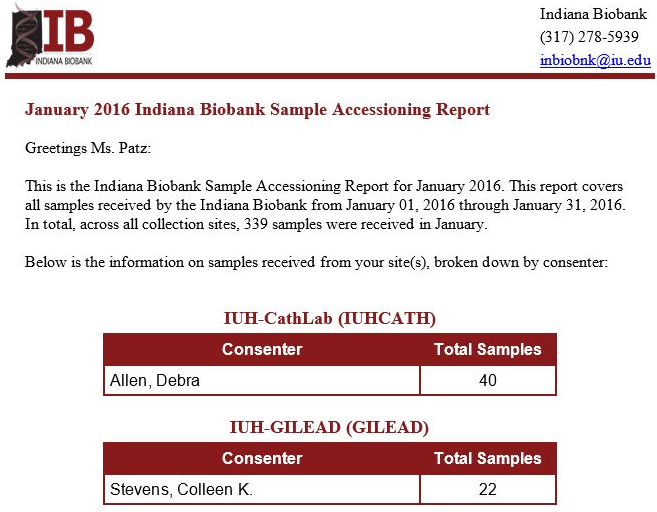 IB
INDIANA BIOBANK
Indiana Biobank
(317) 278-5939
inbiobnk@iu.edu
January 2016 Indiana Biobank Sample Accessioning Report
Greetings Ms. Patz:
This is the Indiana Biobank Sample Accessioning Report for January 2016. This report covers
all samples received by the Indiana Biobank from January 01, 2016 through January 31, 2016.
In total, across all collection sites, 339 samples were received in January.
Below is the information on samples received from your site(s), broken down by consenter:
IUH-CathLab (IUHCATH)
Consenter Total Samples
Allen, Debra 40
IUH-GILEAD (GILEAD)
Consenter Total Samples
Stevens, Colleen K. 22